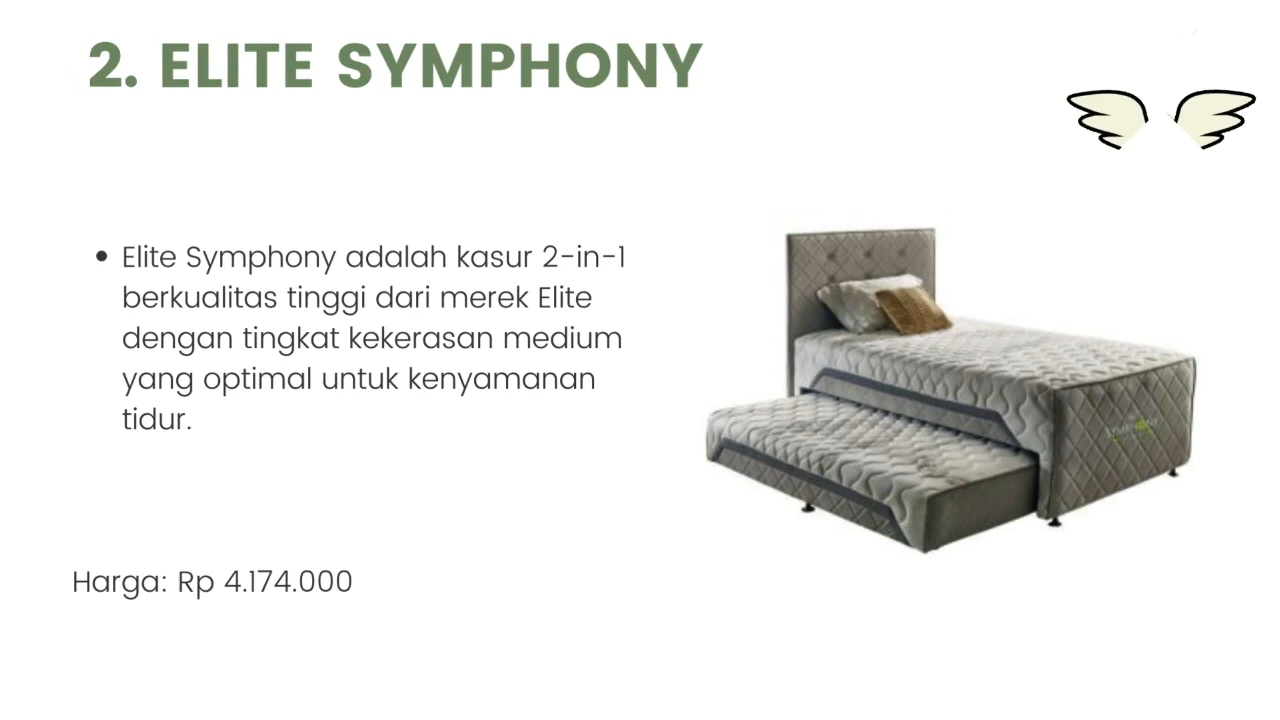 2. ELITE SYMPHONY
• Elite Symphony adalah kasur 2-in-1
berkualitas tinggi dari merek Elite
dengan tingkat kekerasan medium
yang optimal untuk kenyamanan
tidur.
SYMPHONY
Harga: Rp 4.174.000